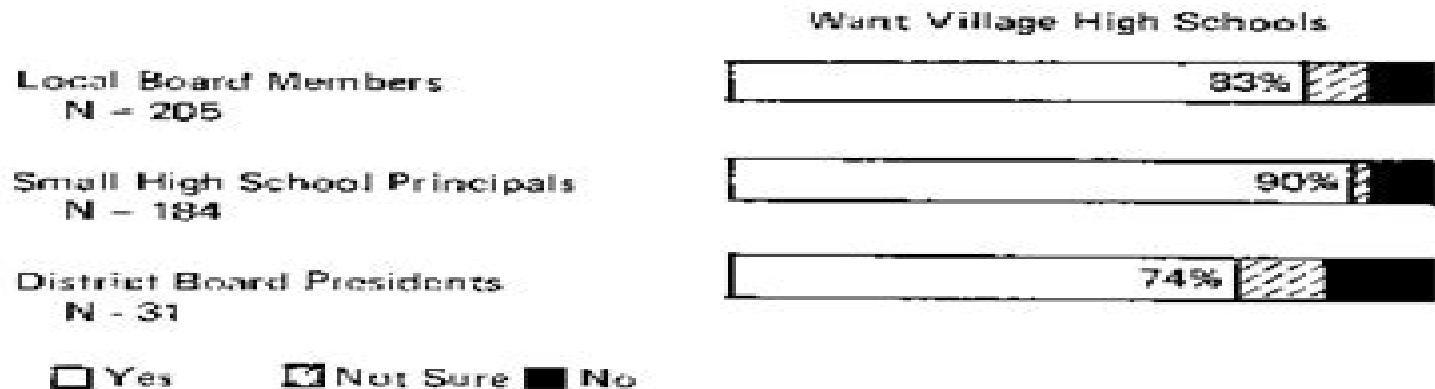 Want Village High Schools
Local Board Members
83%
N - 205
Small High School Principals
90%
N - 184
District Board Presidents
74%
N - 31
Yes Not Sure No